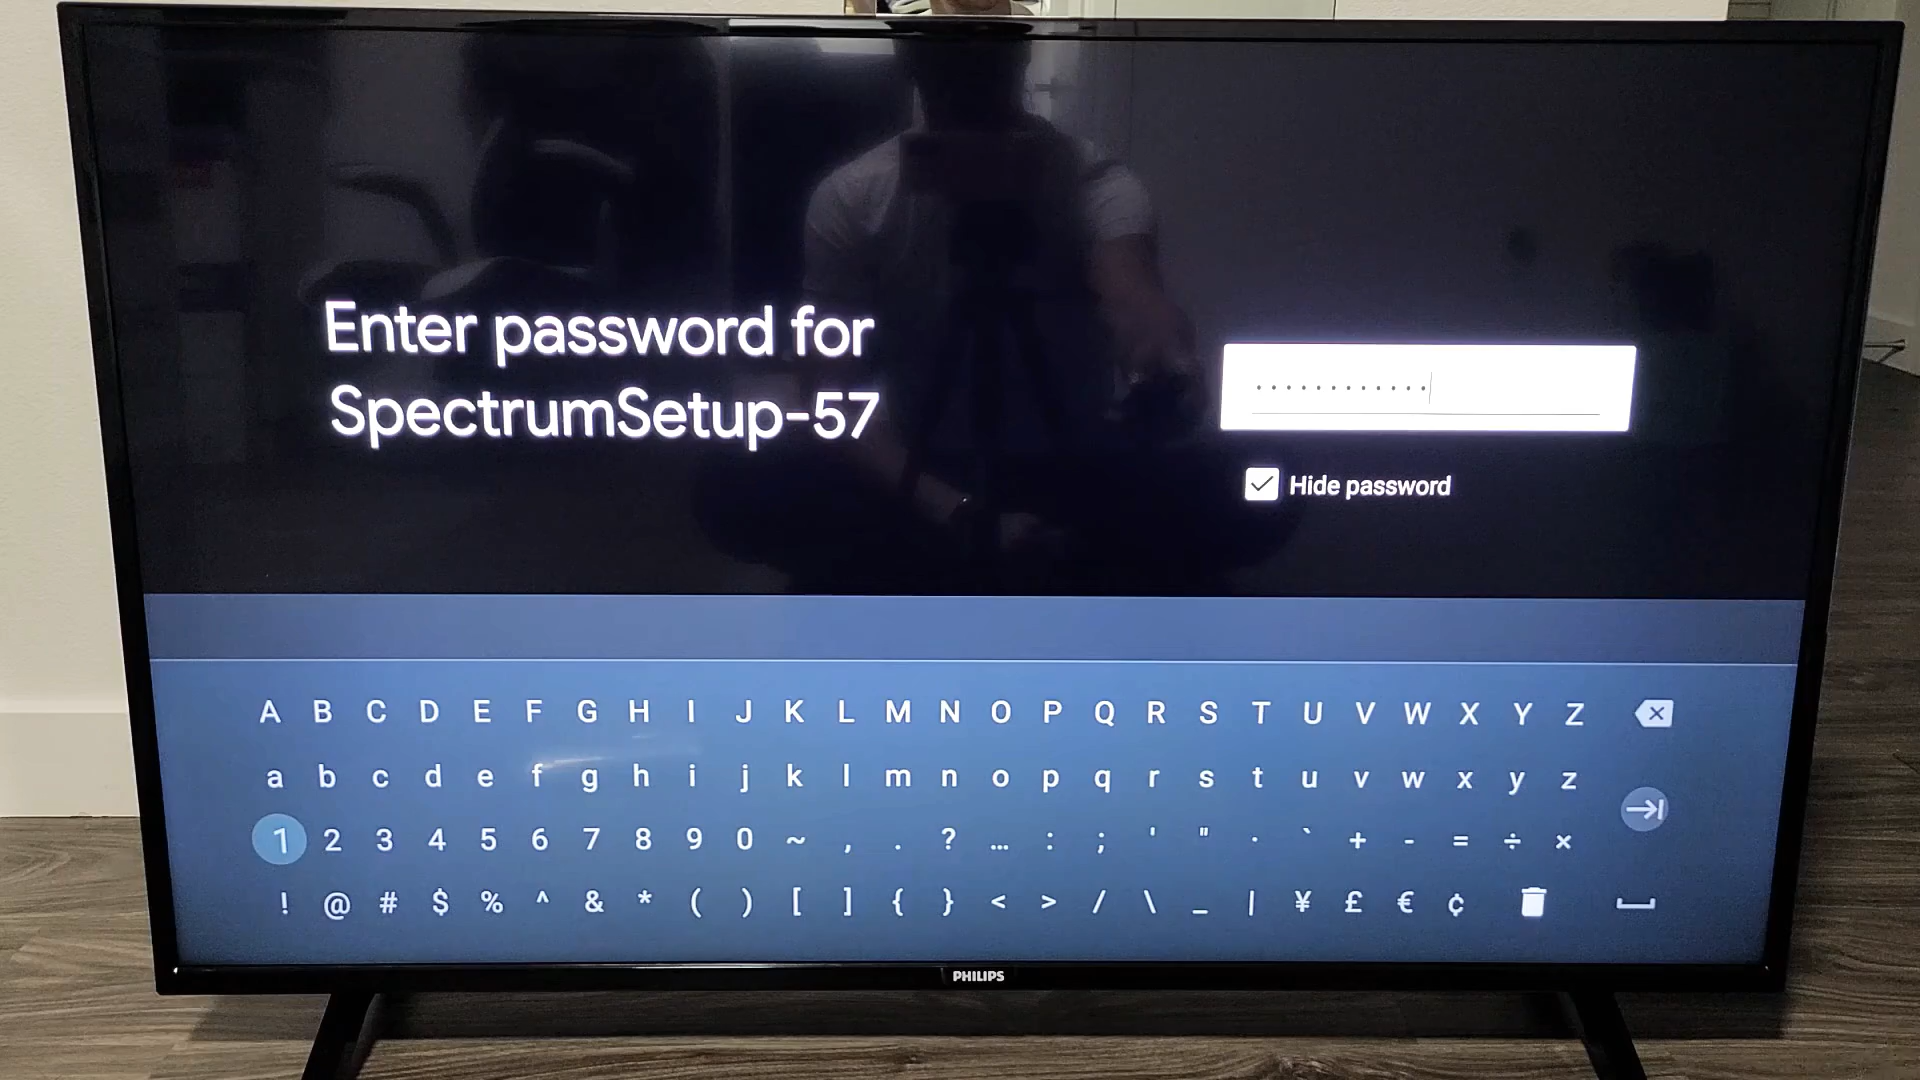 Enter password for
SpectrumSetup-57
............
Hide password
A B C D E F G H I J K L M N O P Q R S T U V W X Y Z
a b c d e f g h i j k l m n o p q r s t u v w x y z
1 2 3 4 5 6 7 8 9 0 ~ , . ? … : ; ' " · ` + - = ÷ ×
! @ # $ % ^ & * ( ) [ ] { } < > / \ _ | ¥ £ € ¢
PHILIPS